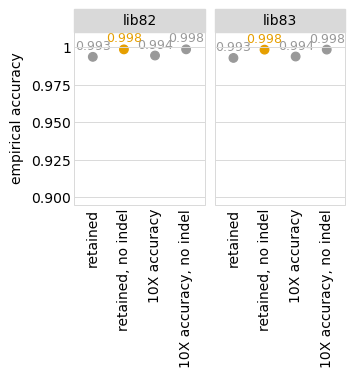 lib82 lib83
0.993 0.998 0.994 0.998 0.993 0.998 0.994 0.998
1
0.975
0.950
0.925
0.900
empirical accuracy
retained
retained, no indel
10X accuracy
10X accuracy, no indel
retained
retained, no indel
10X accuracy
10X accuracy, no indel